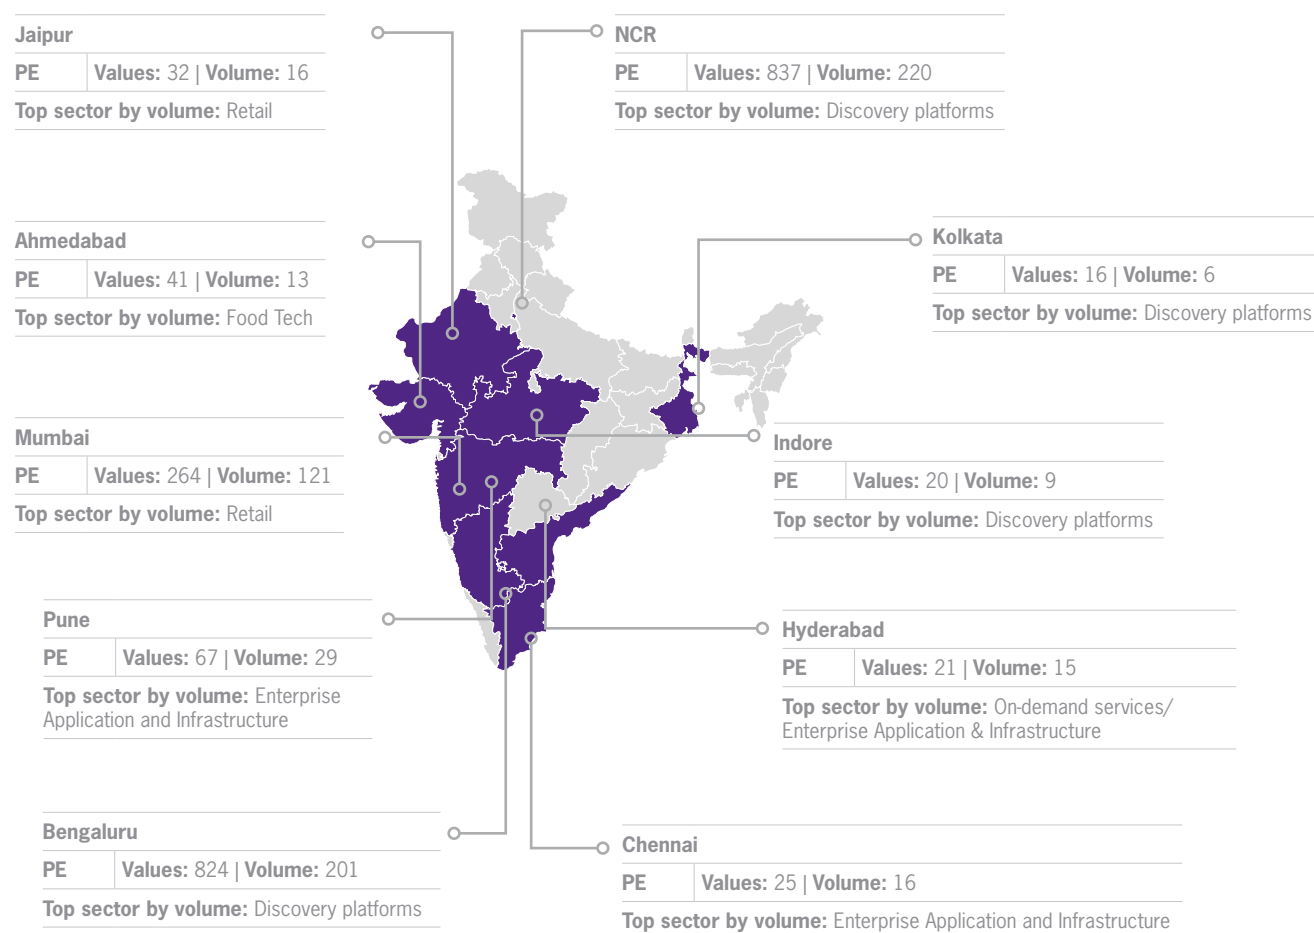 Jaipur
PE Values: 32 | Volume: 16
Top sector by volume: Retail
NCR
PE Values: 837 | Volume: 220
Top sector by volume: Discovery platforms
Ahmedabad
PE Values: 41 | Volume: 13
Top sector by volume: Food Tech
Kolkata
PE Values: 16 | Volume: 6
Top sector by volume: Discovery platforms
Mumbai
PE Values: 264 | Volume: 121
Top sector by volume: Retail
Indore
PE Values: 20 | Volume: 9
Top sector by volume: Discovery platforms
Pune
PE Values: 67 | Volume: 29
Top sector by volume: Enterprise
Application and Infrastructure
Hyderabad
PE Values: 21 | Volume: 15
Top sector by volume: On-demand services/
Enterprise Application & Infrastructure
Bengaluru
PE Values: 824 | Volume: 201
Top sector by volume: Discovery platforms
Chennai
PE Values: 25 | Volume: 16
Top sector by volume: Enterprise Application and Infrastructure